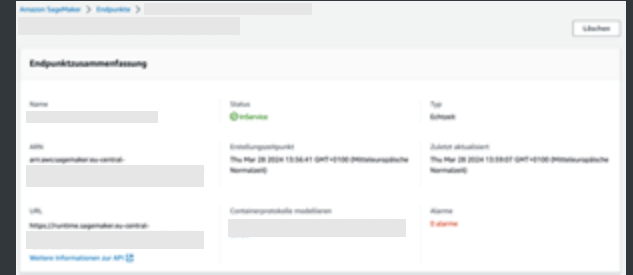 Amazon SageMaker > Endpunkte >
Löschen
Endpunktzusammenfassung
Name
Status
InService
Typ
Echtzeit
ARN
arn:aws:sagemaker:eu-central-
Erstellungszeitpunkt
Thu Mar 28 2024 13:56:41 GMT+0100 (Mitteleuropäische
Normalzeit)
Zuletzt aktualisiert
Thu Mar 28 2024 13:59:07 GMT+0100 (Mitteleuropäische
Normalzeit)
URL
https://runtime.sagemaker.eu-central-
Weitere Informationen zur API
Containerprotokolle modellieren
Alarme
0 alarme